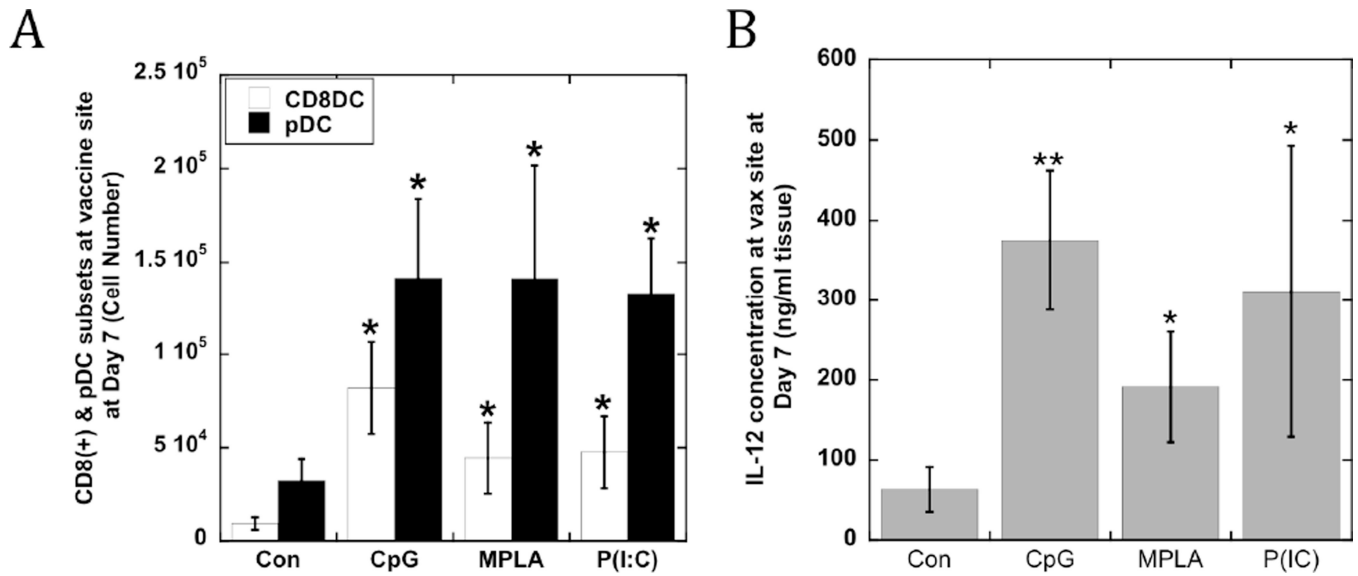 A
CD8(+) & pDC subsets at vaccine site
at Day 7 (Cell Number)
2.5 10⁵
2 10⁵
1.5 10⁵
1 10⁵
5 10⁴
0
CD8DC
pDC
*
*
*
*
*
*
Con
CpG
MPLA
P(I:C)
B
IL-12 concentration at vax site at
Day 7 (ng/ml tissue)
600
500
400
300
200
100
0
**
*
*
Con
CpG
MPLA
P(IC)